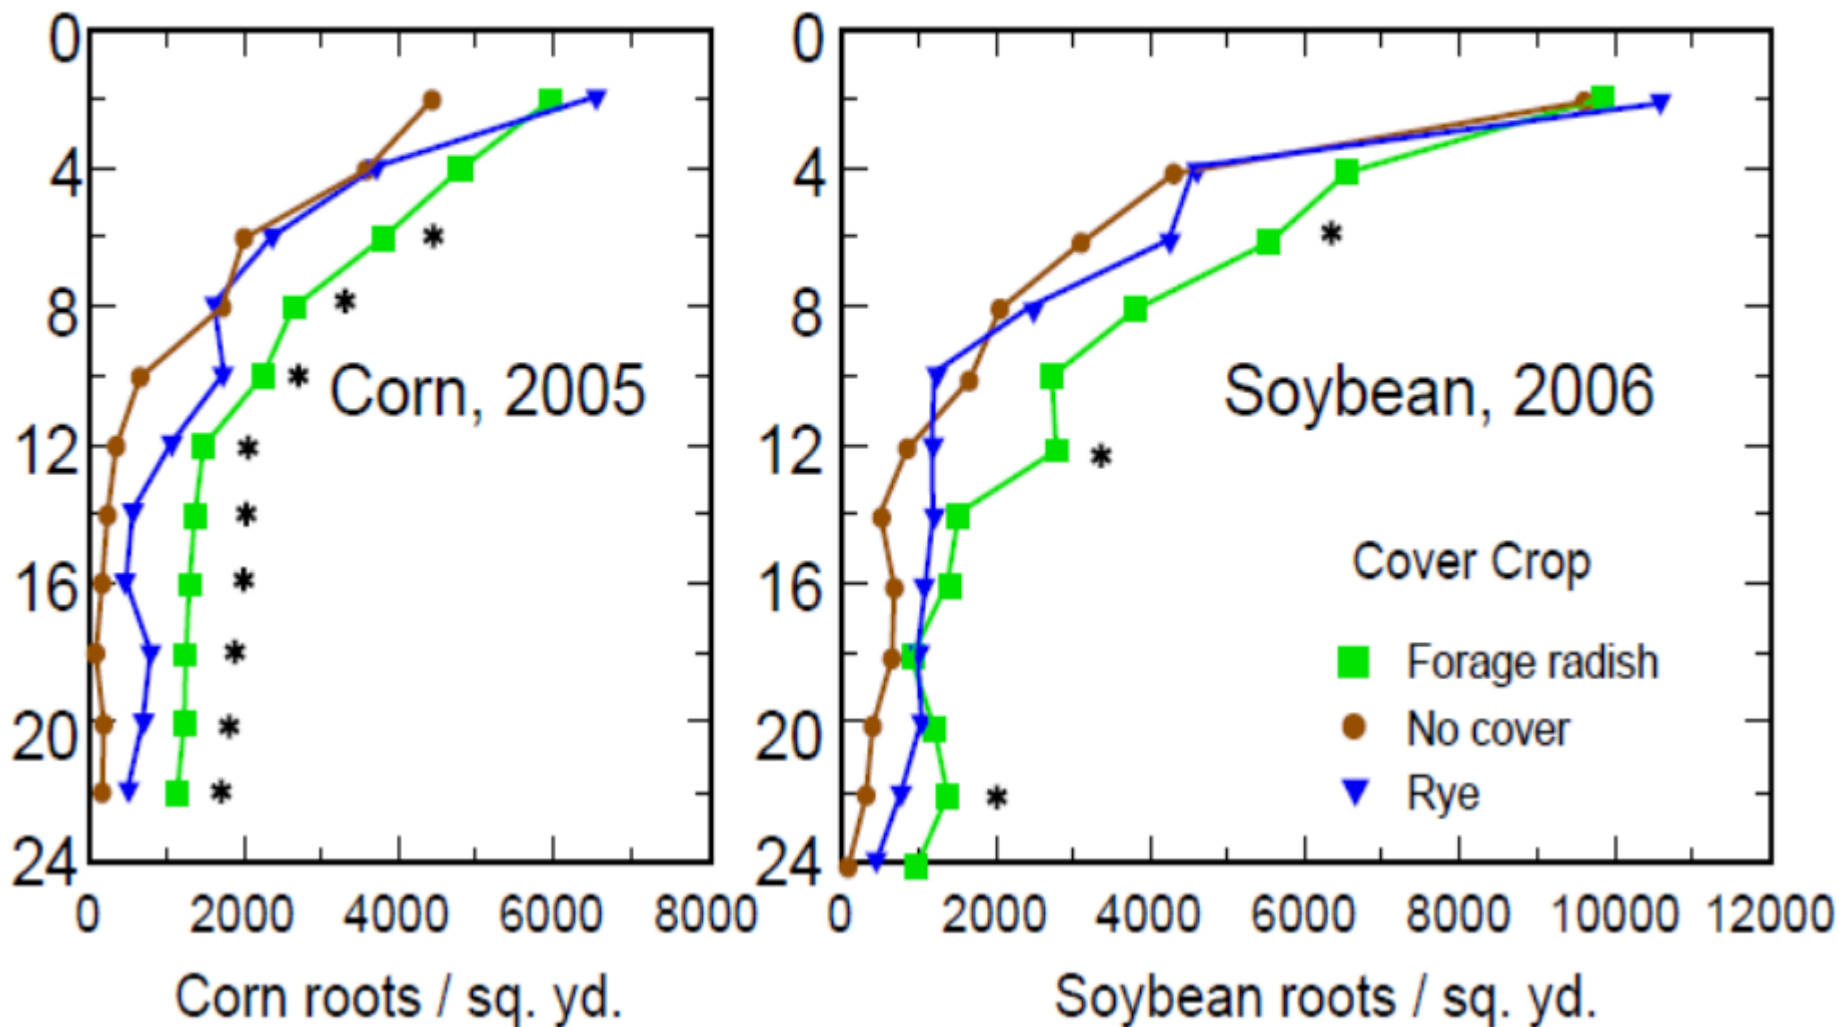 0
4
8
12
16
20
24
0 2000 4000 6000 8000
Corn, 2005
*
*
*
*
*
*
*
*
*
Corn roots / sq. yd.
0
4
8
12
16
20
24
0 2000 4000 6000 8000 10000 12000
Soybean, 2006
*
*
*
Cover Crop
Forage radish
No cover
Rye
Soybean roots / sq. yd.